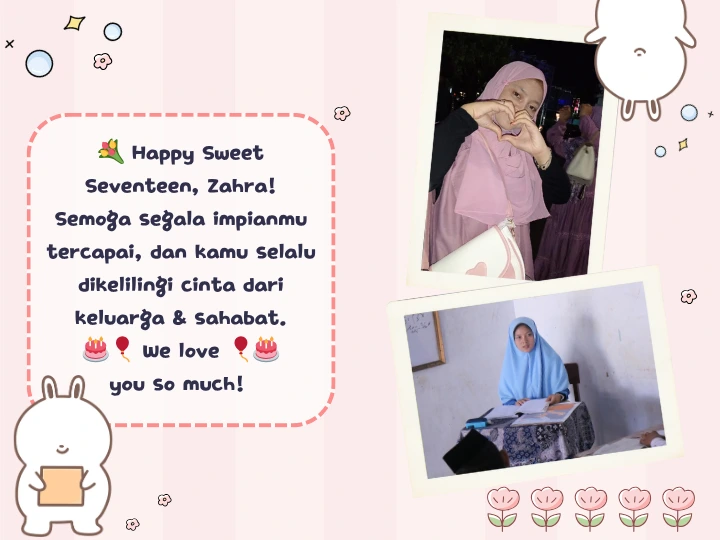 💐 Happy Sweet
Seventeen, Zahra!
Semoga segala impianmu
tercapai, dan kamu selalu
dikelilingi cinta dari
keluarga & sahabat.
🎂🎈 We love 🎈🎂
you so much!